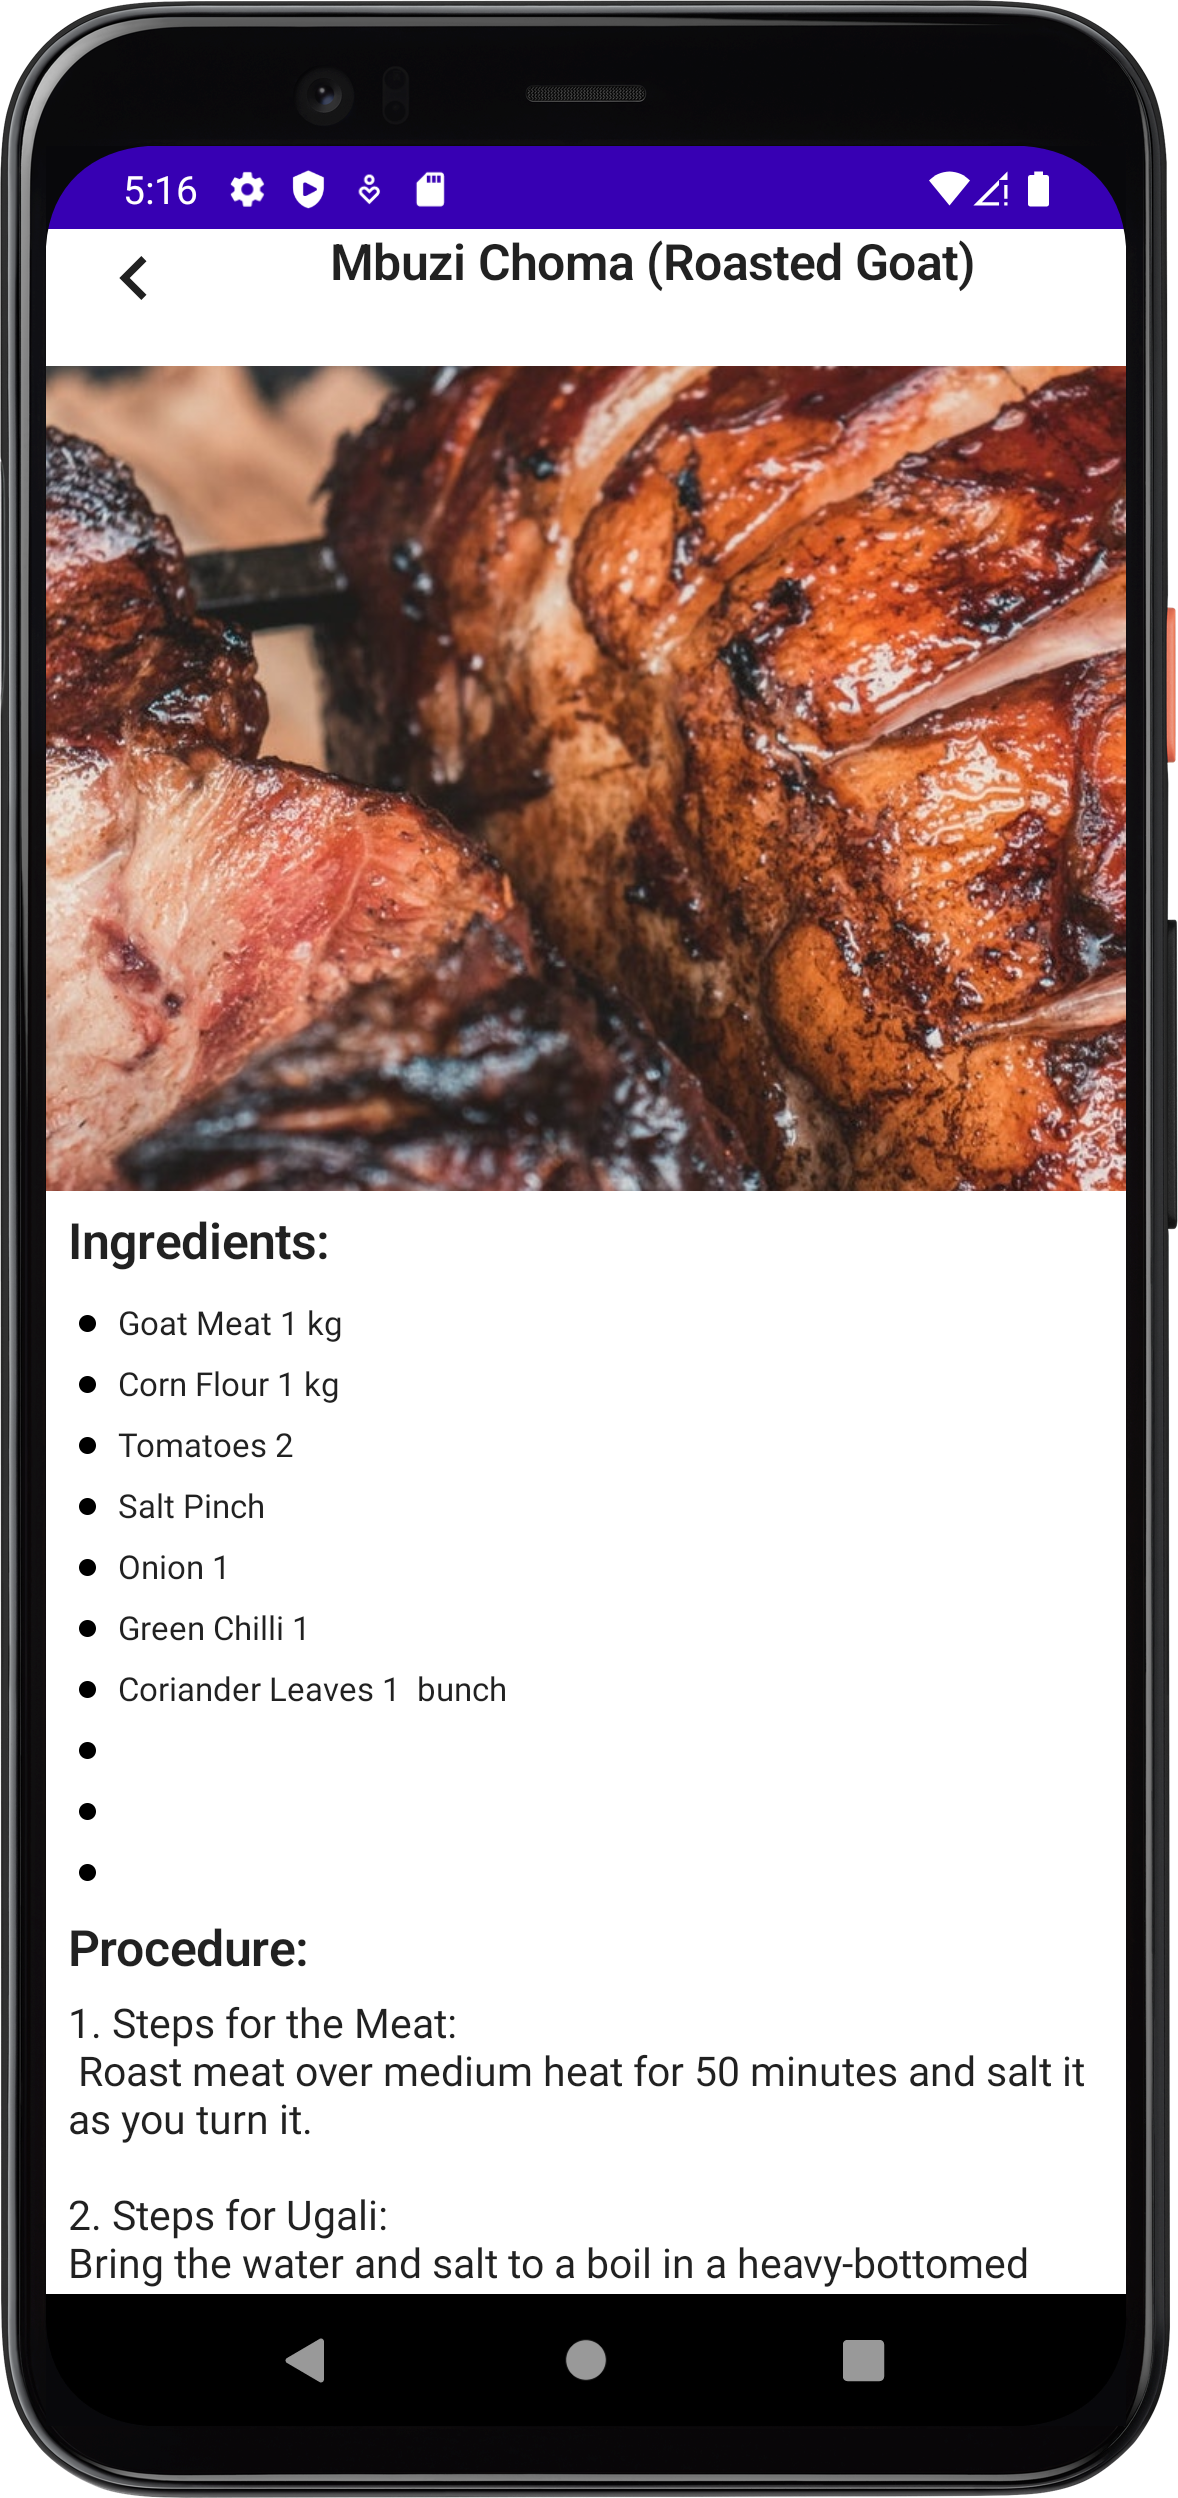 5:16
Mbuzi Choma (Roasted Goat)
Ingredients:
Goat Meat 1 kg
Corn Flour 1 kg
Tomatoes 2
Salt Pinch
Onion 1
Green Chilli 1
Coriander Leaves 1  bunch
Procedure:
1. Steps for the Meat:
Roast meat over medium heat for 50 minutes and salt it
as you turn it.
2. Steps for Ugali:
Bring the water and salt to a boil in a heavy-bottomed